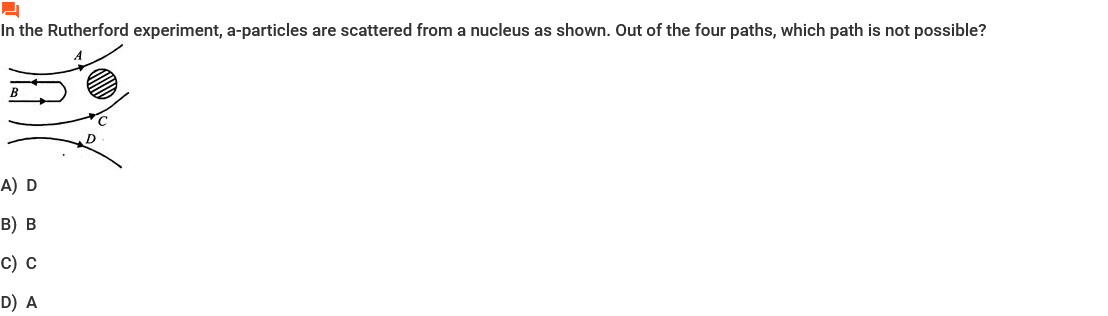 In the Rutherford experiment, a-particles are scattered from a nucleus as shown. Out of the four paths, which path is not possible?
A
B
C
D
A) D
B) B
C) C
D) A